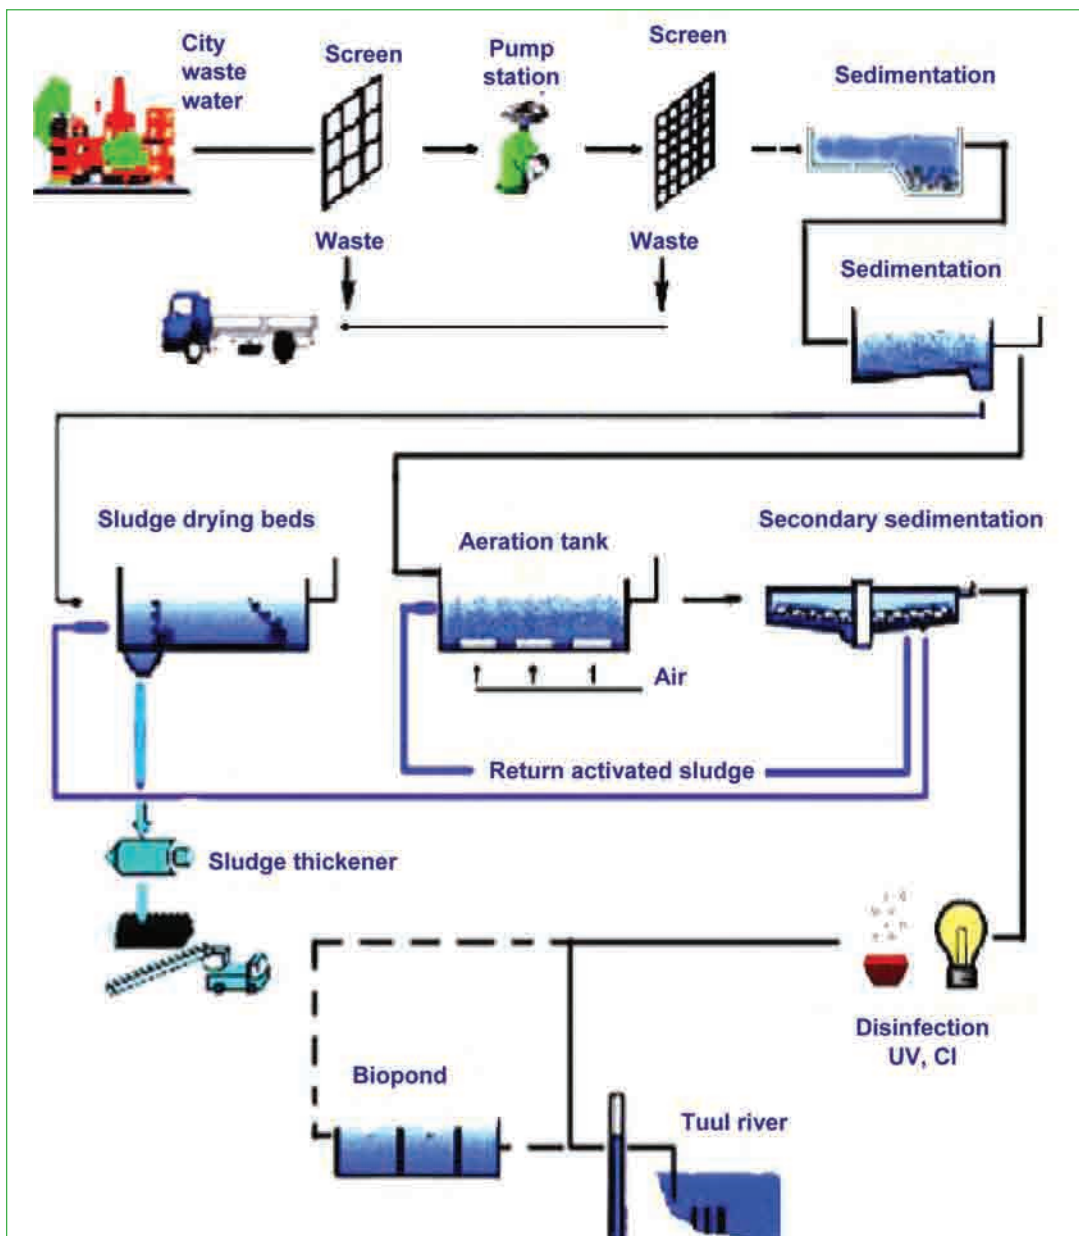 City
waste
water
Screen
Pump
station
Screen
Sedimentation
Waste
Waste
Sedimentation
Sludge drying beds
Aeration tank
Secondary sedimentation
Air
Return activated sludge
Sludge thickener
Disinfection
UV, Cl
Biopond
Tuul river